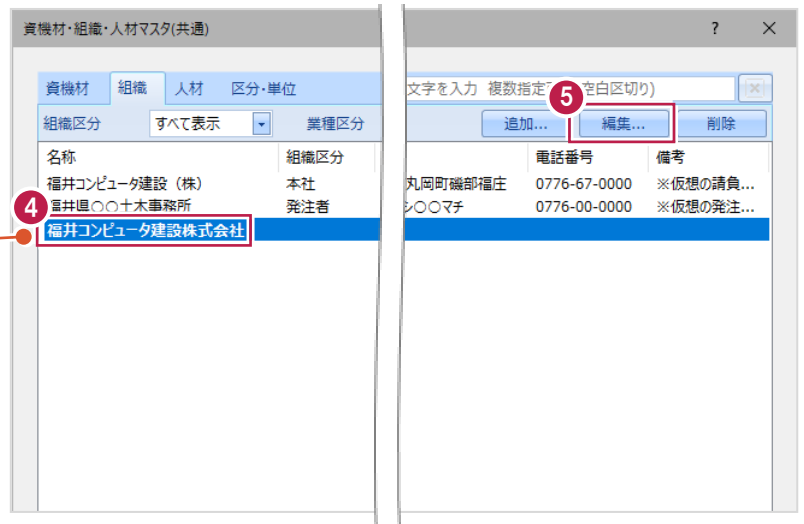 資機材・組織・人材マスタ(共通) ? ×
資機材 組織 人材 区分・単位 文字を入力 複数指定 空白区切り)
5
組織区分 すべて表示 業種区分 追加... 編集... 削除
名称 組織区分 電話番号 備考
福井コンピュータ建設（株） 本社 丸岡町磯部福庄 0776-67-0000 ※仮想の請負...
4
福井県○○土木事務所 発注者 シ○○マチ 0776-00-0000 ※仮想の発注...
福井コンピュータ建設株式会社